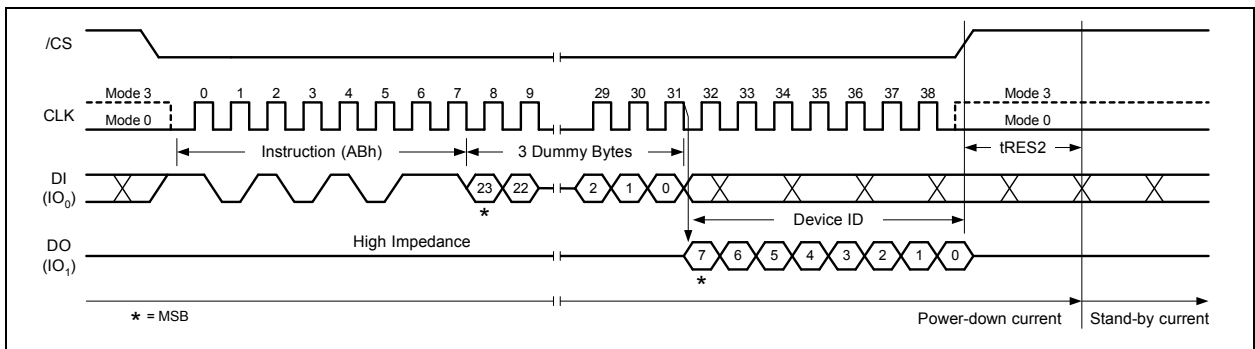 /CS
Mode 3 0 1 2 3 4 5 6 7 8 9 29 30 31 32 33 34 35 36 37 38 Mode 3
CLK
Mode 0 Mode 0
Instruction (ABh) 3 Dummy Bytes tRES2
DI
(IO0)
23 22 2 1 0
*
Device ID
High Impedance
DO
(IO1)
7 6 5 4 3 2 1 0
*
* = MSB
Power-down current Stand-by current